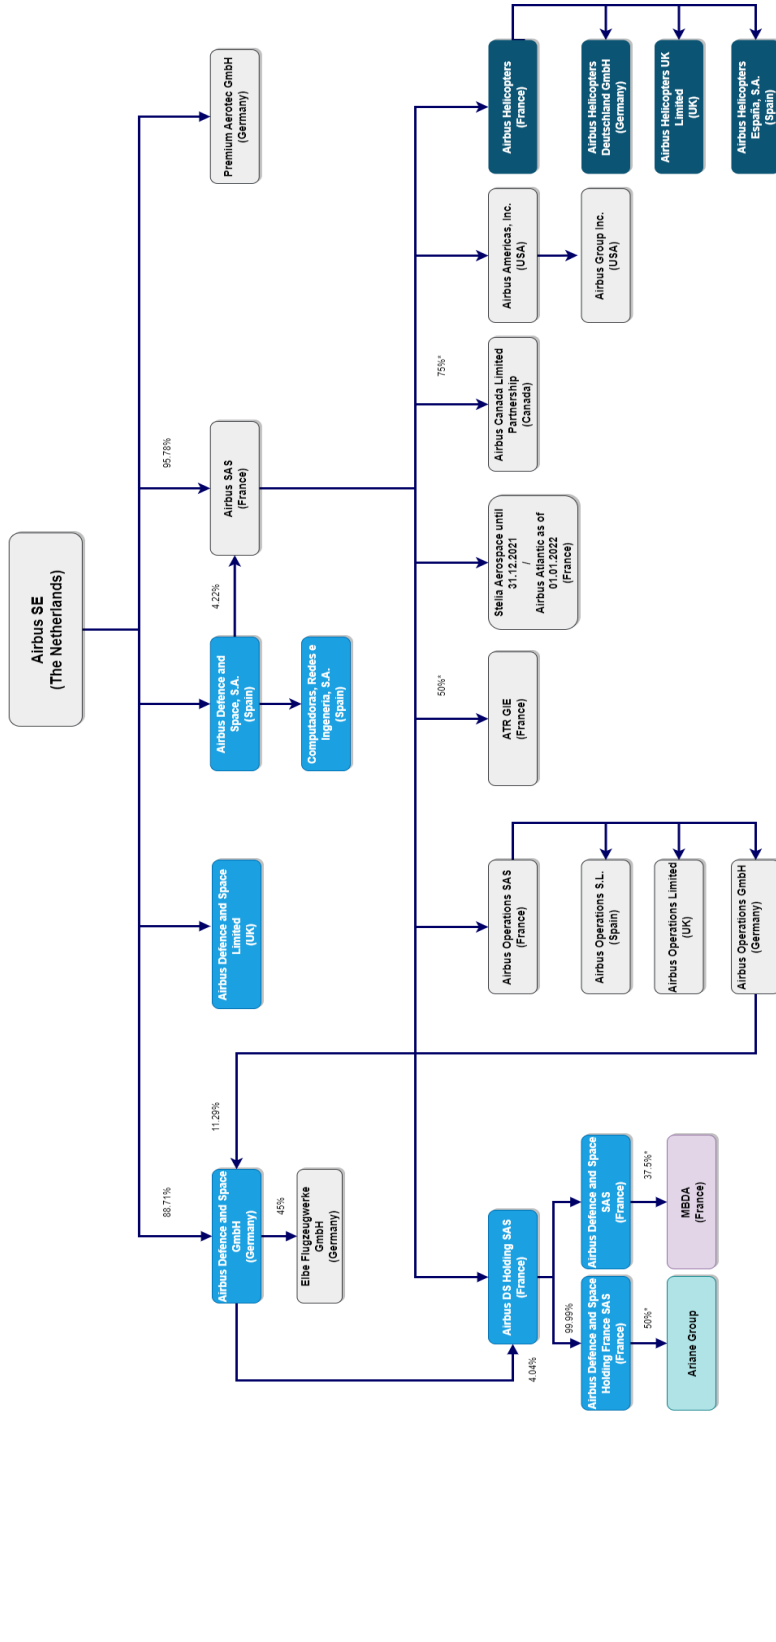 Airbus SE
(The Netherlands)
88.71%
95.78%
11.29%
4.22%
Airbus Defence and Space
GmbH
(Germany)
Airbus Defence and Space
Limited
(UK)
Airbus Defence and
Space, S.A.
(Spain)
Airbus SAS
(France)
Premium Aerotec GmbH
(Germany)
45%
Elbe Flugzeugwerke
GmbH
(Germany)
Computadoras, Redes e
Ingeneria, S.A.
(Spain)
50%*
75%*
Airbus DS Holding SAS
(France)
Airbus Operations SAS
(France)
ATR GIE
(France)
Stelia Aerospace until
31.12.2021
/
Airbus Atlantic as of
01.01.2022
(France)
Airbus Canada Limited
Partnership
(Canada)
Airbus Americas, Inc.
(USA)
Airbus Helicopters
(France)
4.04%
99.99%
Airbus Defence and Space
Holding France SAS
(France)
Airbus Defence and Space
SAS
(France)
Airbus Operations S.L.
(Spain)
Airbus Group Inc.
(USA)
Airbus Helicopters
Deutschland GmbH
(Germany)
50%*
37.5%*
Ariane Group
MBDA
(France)
Airbus Operations Limited
(UK)
Airbus Helicopters UK
Limited
(UK)
Airbus Operations GmbH
(Germany)
Airbus Helicopters
España, S.A.
(Spain)